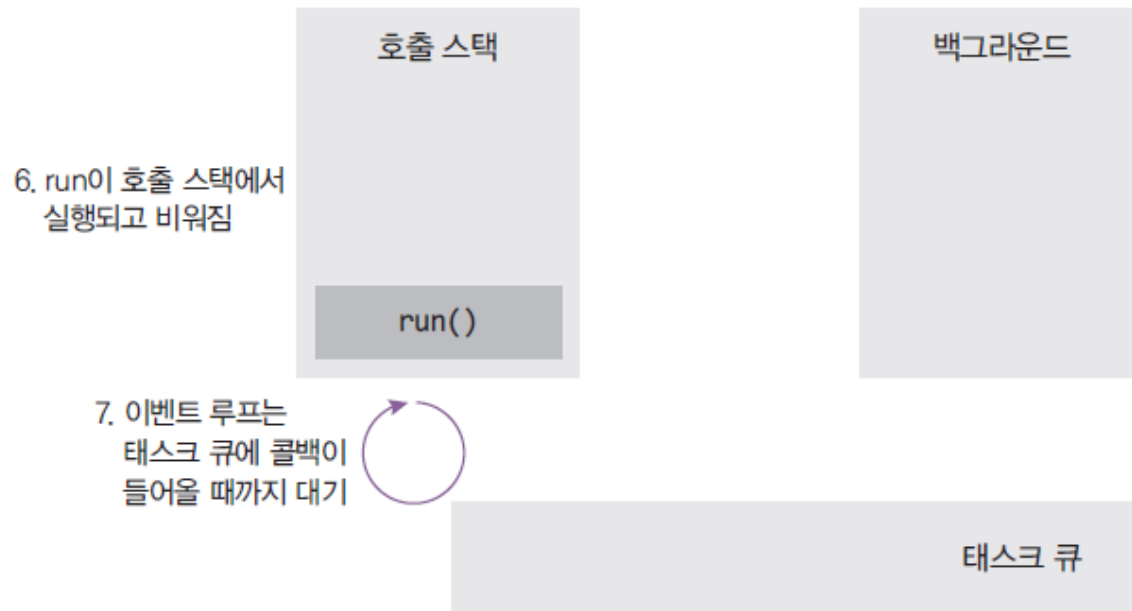 호출 스택
백그라운드
6. run이 호출 스택에서
실행되고 비워짐
run()
7. 이벤트 루프는
태스크 큐에 콜백이
들어올 때까지 대기
태스크 큐